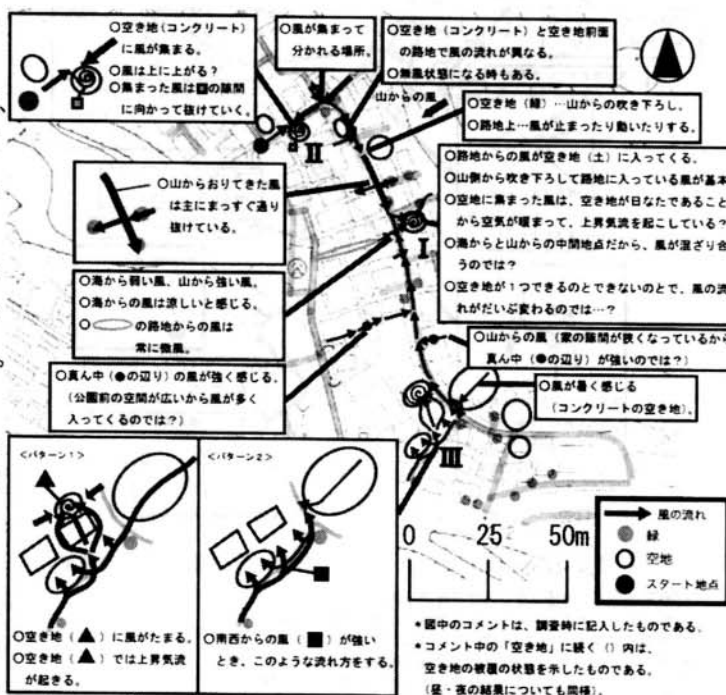 ○空き地(コンクリート)
に風が集まる。
○風は上に上がる?
○集まった風は■の隙間
に向かって抜けていく。
○風が集まって
分かれる場所。
○空き地(コンクリート)と空き地前面
の路地で風の流れが異なる。
○無風状態になる時もある。
山からの風
○空き地(緑)…山からの吹き下ろし。
○路地上…風が止まったり動いたりする。
II
○山からおりてきた風
は主にまっすぐ通り
抜けている。
○路地からの風が空き地(土)に入ってくる。
○山側から吹き下ろして路地に入っている風が基本
○空地に集まった風は、空き地が日なたであること
から空気が暖まって、上昇気流を起こしている?
○海からと山からの中間地点だから、風が混ざり合
うのでは?
○空き地が1つできるのとできないのとで、風の流
れがだいぶ変わるのでは…?
I
○海から弱い風、山から強い風。
○海からの風は涼しいと感じる。
○ の路地からの風は
常に微風。
○真ん中(●の辺り)の風が強く感じる。
(公園前の空間が広いから風が多く
入ってくるのでは?)
○山からの風(家の隙間が狭くなっているから
真ん中(●の辺り)が強いのでは?)
○風が暑く感じる
(コンクリートの空き地)。
III
<パターン1>
○空き地(▲)に風がたまる。
○空き地(▲)では上昇気流
が起きる。
<パターン2>
○南西からの風(■)が強い
とき、このような流れ方をする。
0 25 50m
風の流れ
緑
空地
スタート地点
*図中のコメントは、調査時に記入したものである。
*コメント中の「空き地」に続く()内は、
空き地の被覆の状態を示したものである。
(昼・夜の結果についても同様)。